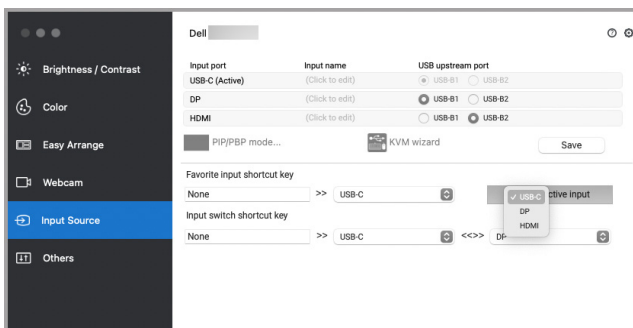 Dell
Brightness / Contrast
Color
Easy Arrange
Webcam
Input Source
Others
Input port Input name USB upstream port
USB-C (Active) (Click to edit) USB-B1 USB-B2
DP (Click to edit) USB-B1 USB-B2
HDMI (Click to edit) USB-B1 USB-B2
PIP/PBP mode... KVM wizard Save
Favorite input shortcut key
None >> USB-C ✓ USB-C ctive input
DP
HDMI
Input switch shortcut key
None >> USB-C <<>> DP